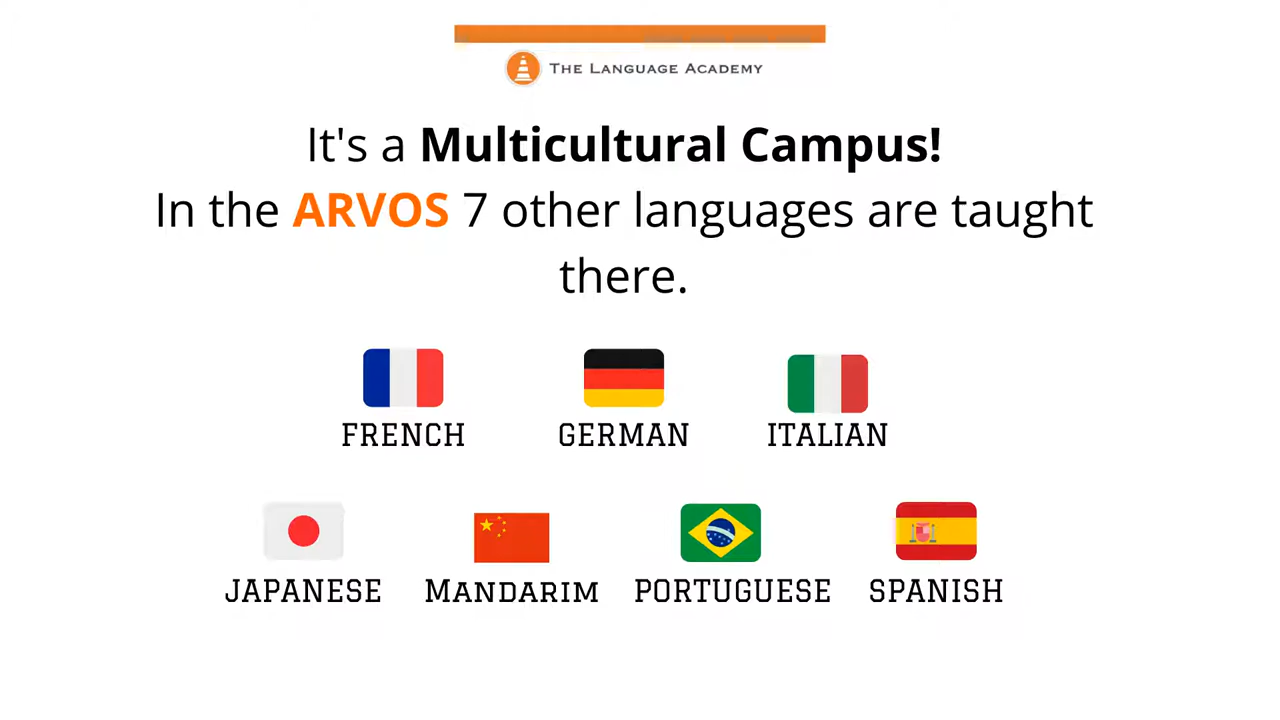 THE LANGUAGE ACADEMY
It's a Multicultural Campus!
In the ARVOS 7 other languages are taught
there.
FRENCH GERMAN ITALIAN
JAPANESE MANDARIM PORTUGUESE SPANISH